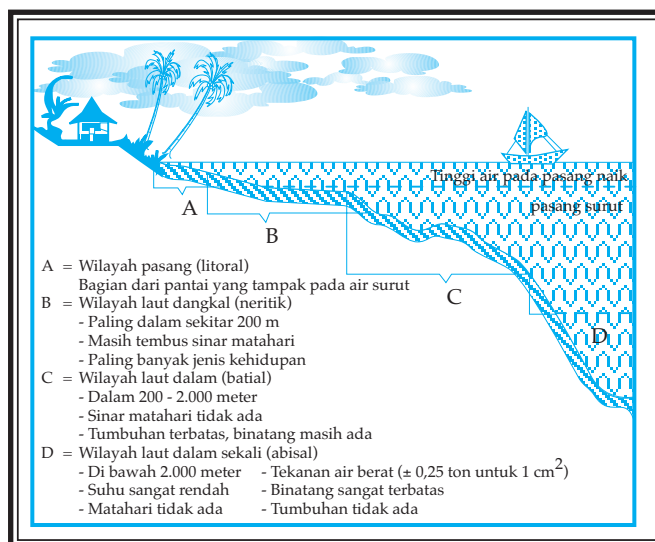 Tinggi air pada pasang naik
pasang surut
A
B
C
D
A = Wilayah pasang (litoral)
Bagian dari pantai yang tampak pada air surut
B = Wilayah laut dangkal (neritik)
- Paling dalam sekitar 200 m
- Masih tembus sinar matahari
- Paling banyak jenis kehidupan
C = Wilayah laut dalam (batial)
- Dalam 200 - 2.000 meter
- Sinar matahari tidak ada
- Tumbuhan terbatas, binatang masih ada
D = Wilayah laut dalam sekali (abisal)
- Di bawah 2.000 meter - Tekanan air berat (± 0,25 ton untuk 1 cm²)
- Suhu sangat rendah - Binatang sangat terbatas
- Matahari tidak ada - Tumbuhan tidak ada